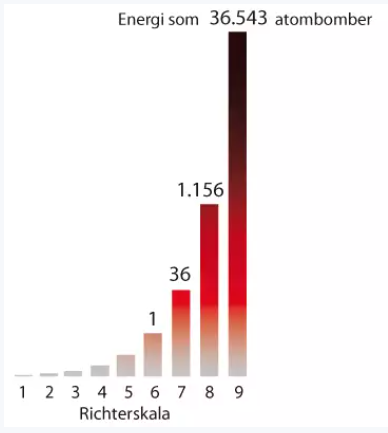 Energi som 36.543 atombomber
1.156
36
1
1 2 3 4 5 6 7 8 9
Richterskala